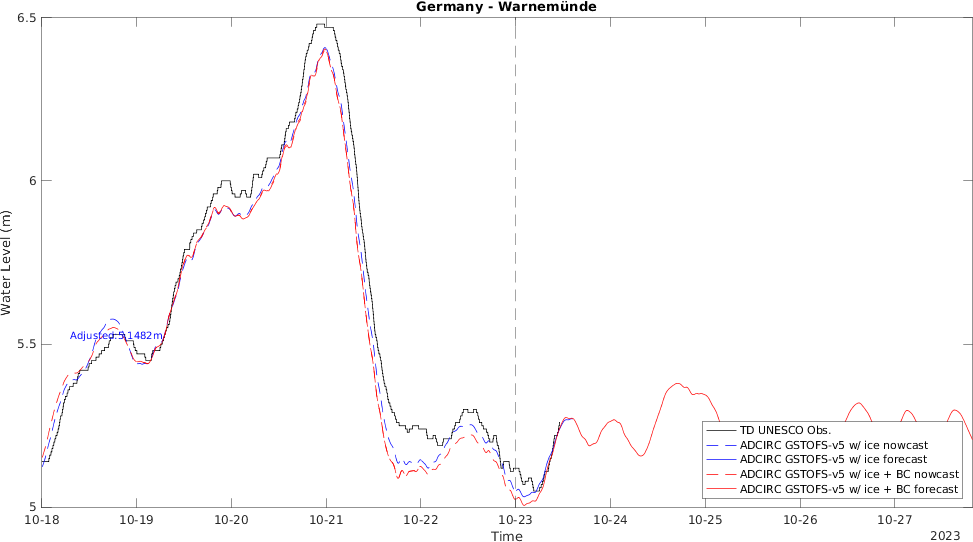 Germany - Warnemünde
6.5
6
5.5
5
Water Level (m)
Adjusted:5.1482m
TD UNESCO Obs.
ADCIRC GSTOFS-v5 w/ ice nowcast
ADCIRC GSTOFS-v5 w/ ice forecast
ADCIRC GSTOFS-v5 w/ ice + BC nowcast
ADCIRC GSTOFS-v5 w/ ice + BC forecast
10-18 10-19 10-20 10-21 10-22 10-23 10-24 10-25 10-26 10-27
Time
2023